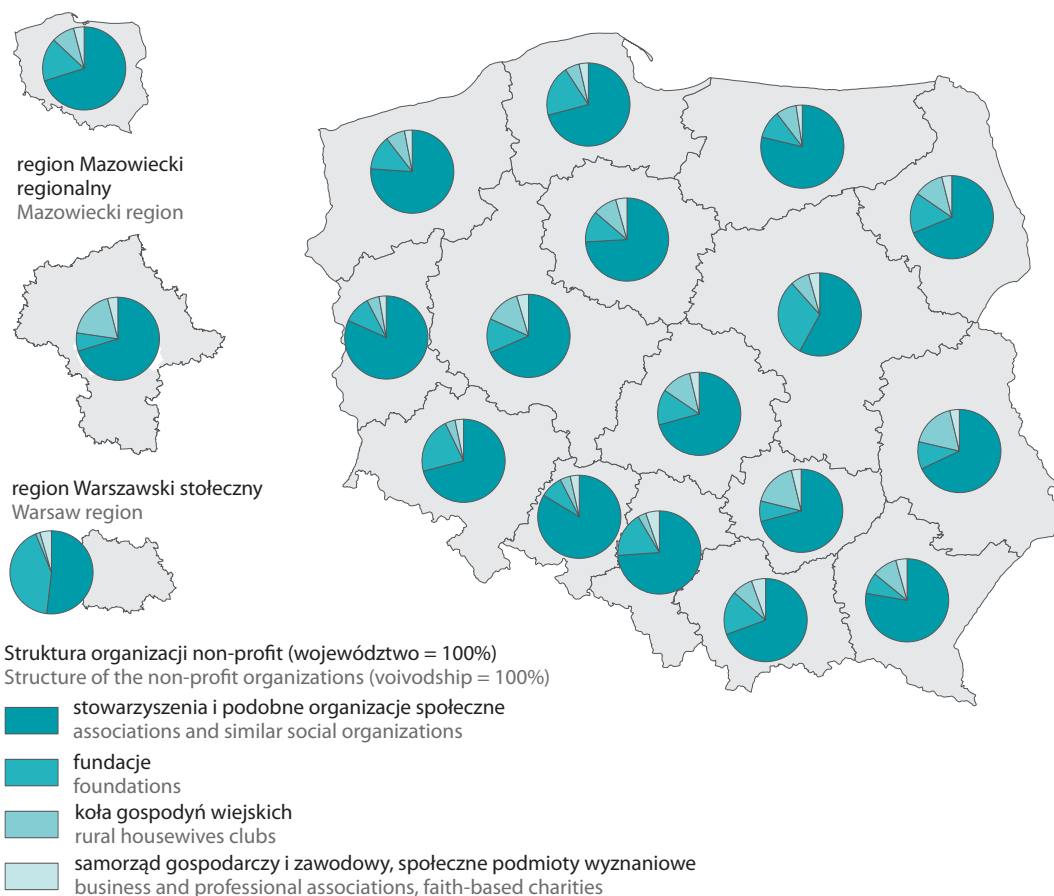 region Mazowiecki
regionalny
Mazowiecki region
region Warszawski stołeczny
Warsaw region
Struktura organizacji non-profit (województwo = 100%)
Structure of the non-profit organizations (voivodship = 100%)
stowarzyszenia i podobne organizacje społeczne
associations and similar social organizations
fundacje
foundations
koła gospodyń wiejskich
rural housewives clubs
samorząd gospodarczy i zawodowy, społeczne podmioty wyznaniowe
business and professional associations, faith-based charities